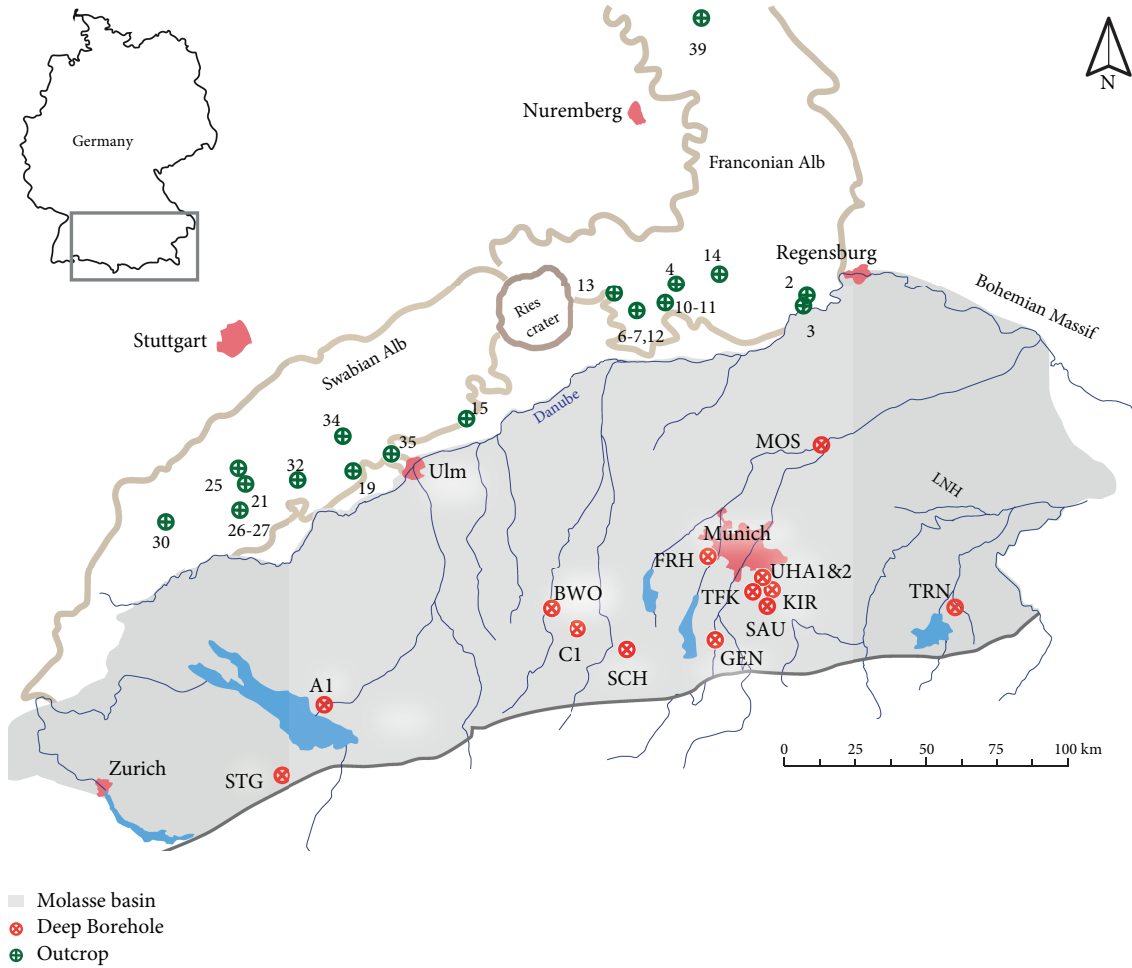 39
N
Nuremberg
Germany
Franconian Alb
Regensburg
14
4
13
2
10-11
Bohemian Massif
Ries
crater
6-7,12
3
Stuttgart
Swabian Alb
Danube
15
34
35
MOS
32
Ulm
25
19
LNH
21
26-27
30
Munich
FRH
UHA1&2
BWO
TFK
KIR
TRN
SAU
C1
GEN
SCH
A1
0 25 50 75 100 km
Zurich
STG
Molasse basin
Deep Borehole
Outcrop